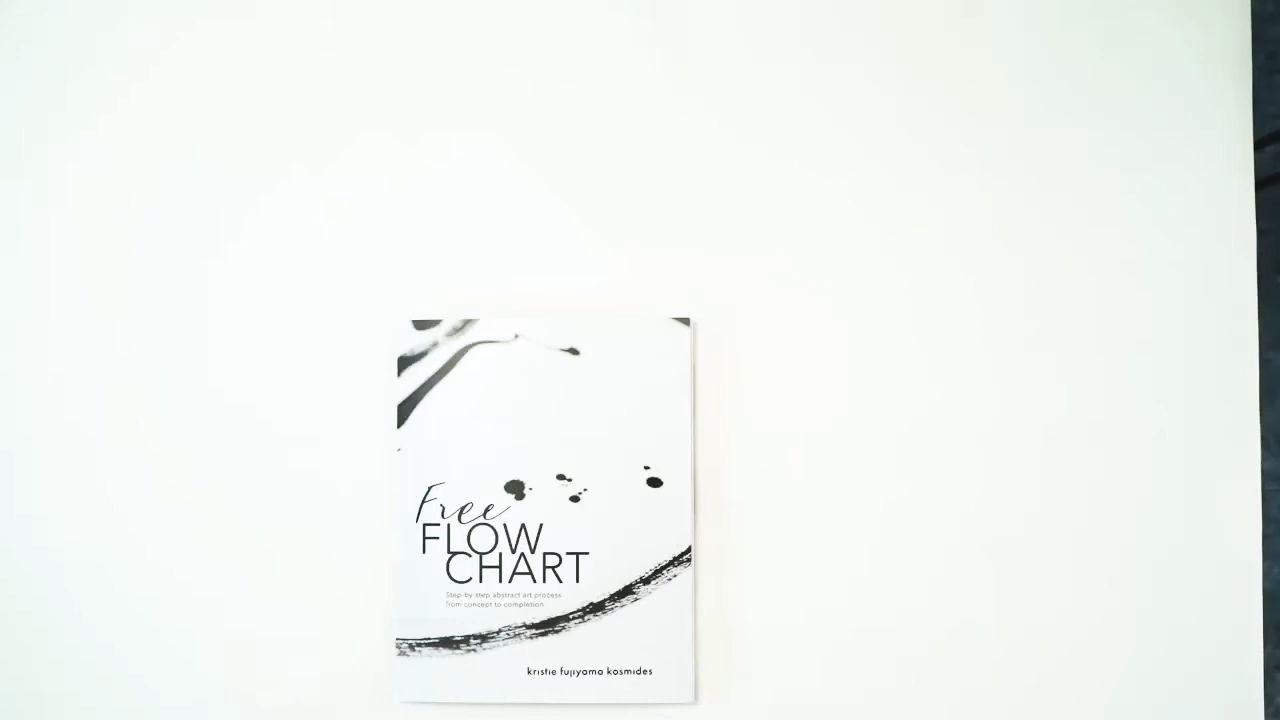 Free
FLOW
CHART
Step-by-step abstract art process
from concept to completion
kristie fujiyama kosmides